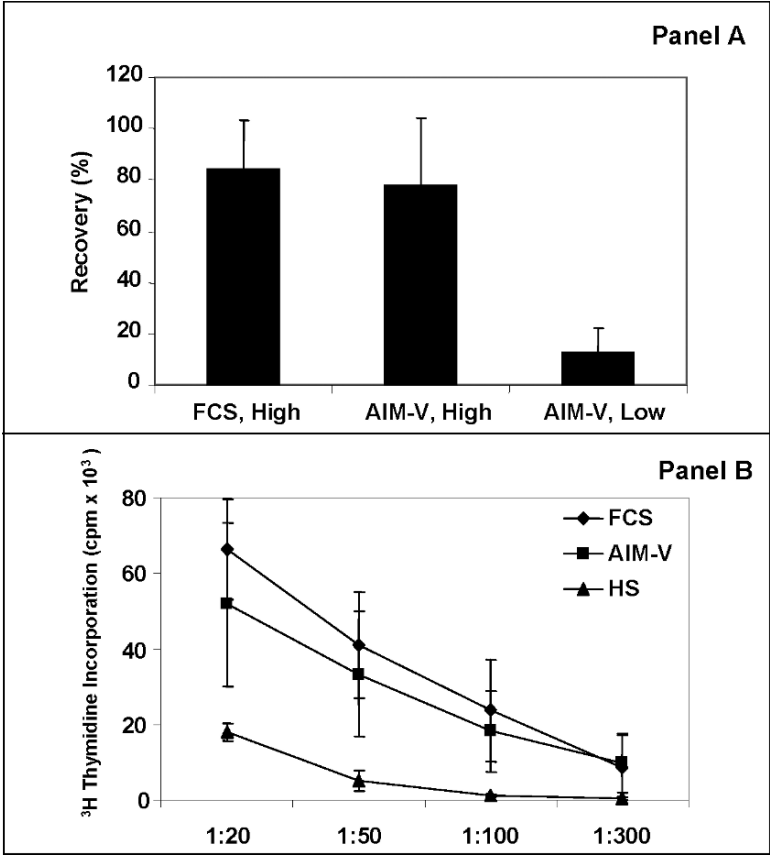 Panel A
Recovery (%)
120
100
80
60
40
20
0
FCS, High
AIM-V, High
AIM-V, Low
Panel B
³H Thymidine Incorporation (cpm x 10³ )
80
60
40
20
0
FCS
AIM-V
HS
1:20
1:50
1:100
1:300